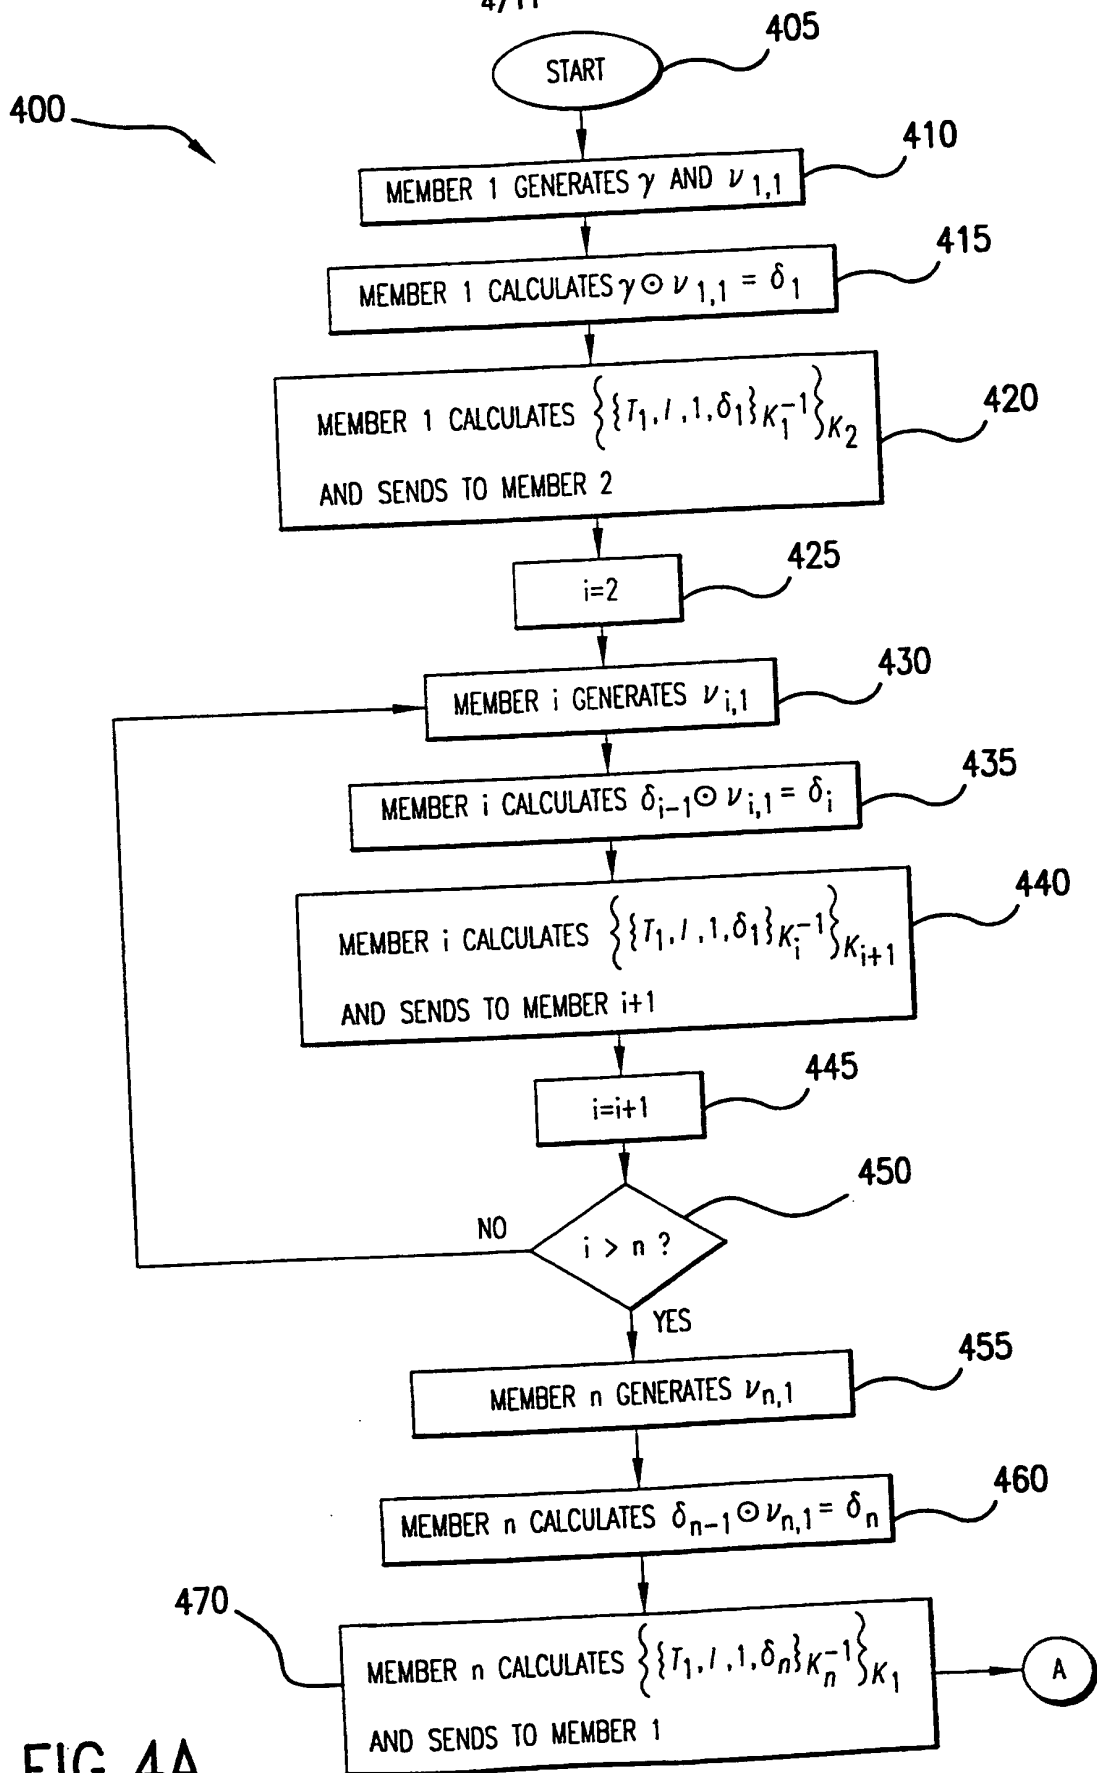 4/11
START
405
400
MEMBER 1 GENERATES γ AND ν1,1
410
MEMBER 1 CALCULATES γ ⊙ ν1,1 = δ1
415
MEMBER 1 CALCULATES {{T1, I, 1, δ1}K1^-1}K2
AND SENDS TO MEMBER 2
420
i=2
425
MEMBER i GENERATES νi,1
430
MEMBER i CALCULATES δi-1 ⊙ νi,1 = δi
435
MEMBER i CALCULATES {{T1, I, 1, δ1}Ki^-1}Ki+1
AND SENDS TO MEMBER i+1
440
i=i+1
445
i > n ?
450
NO
YES
MEMBER n GENERATES νn,1
455
MEMBER n CALCULATES δn-1 ⊙ νn,1 = δn
460
470
MEMBER n CALCULATES {{T1, I, 1, δn}Kn^-1}K1
AND SENDS TO MEMBER 1
A
FIG. 4A